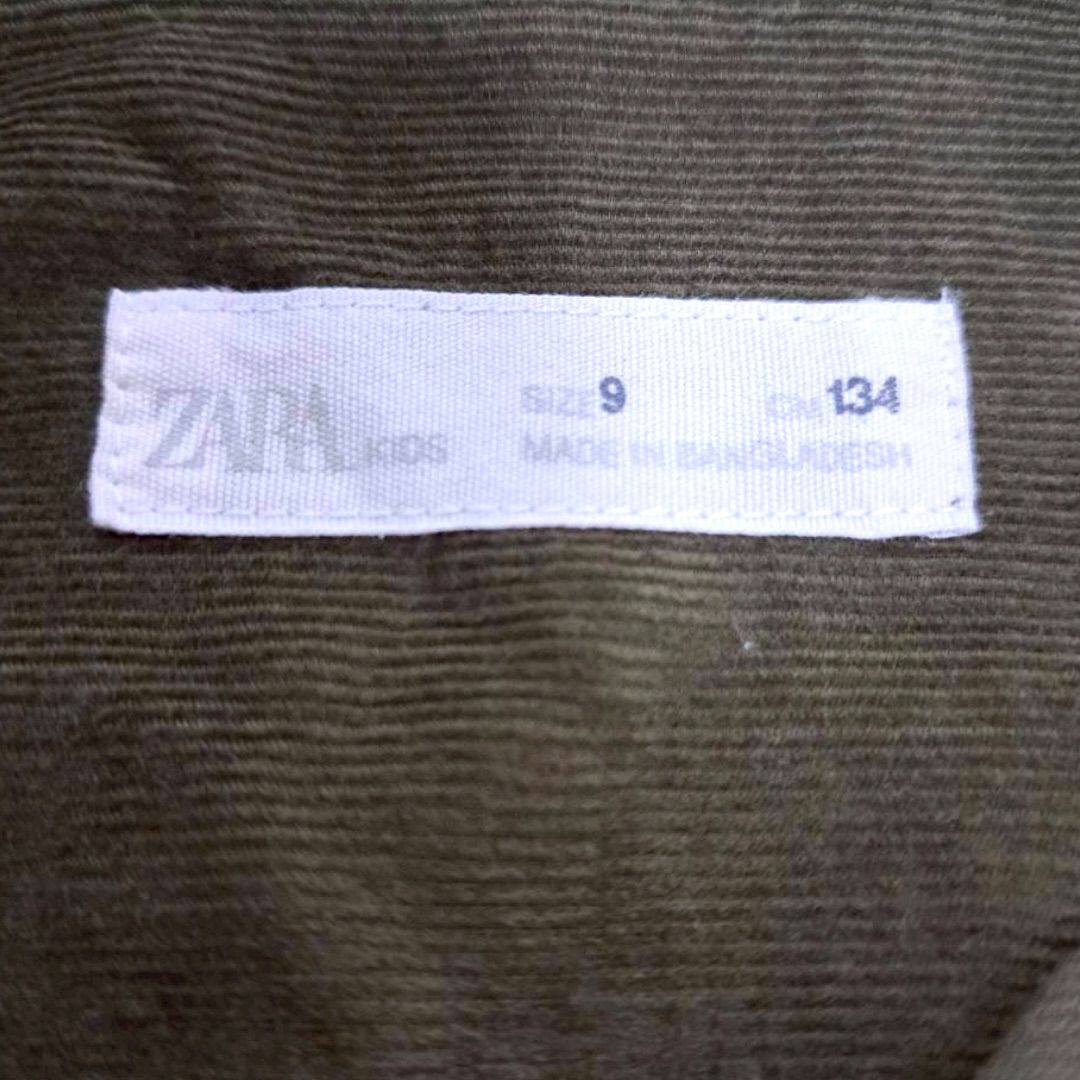 ZARA KIDS
SIZE 9 CM 134
MADE IN BANGLADESH